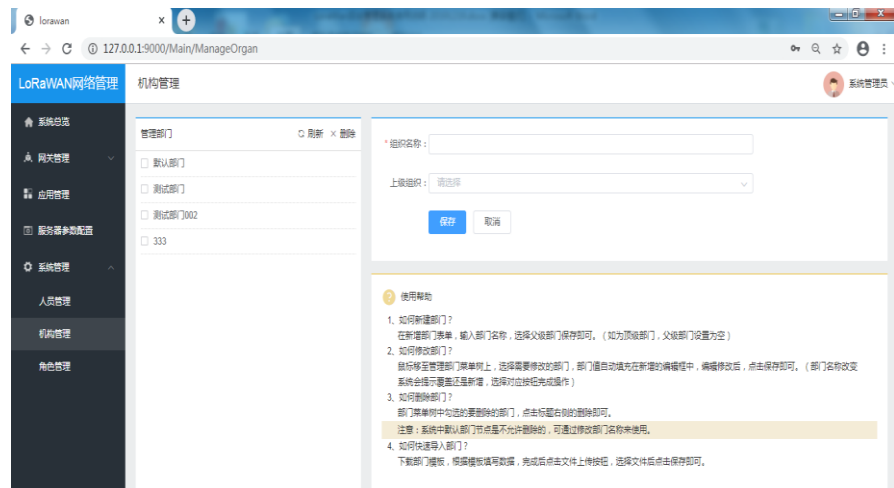 lorawan
127.0.0.1:9000/Main/ManageOrgan
LoRaWAN网络管理
机构管理
系统管理员
系统总览
网关管理
应用管理
服务器参数配置
系统管理
人员管理
机构管理
角色管理
管理部门 刷新 × 删除
默认部门
测试部门
测试部门002
333
* 组织名称：
上级组织： 请选择
保存 取消
? 使用帮助
1、如何新建部门？
在新增部门表单，输入部门名称，选择父级部门保存即可。（如为顶级部门，父级部门设置为空）
2、如何修改部门？
鼠标移至管理部门菜单树上，选择需要修改的部门，部门值自动填充在新增的编辑框中，编辑修改后，点击保存即可。（部门名称改变
系统会提示覆盖还是新增，选择对应按钮完成操作）
3、如何删除部门？
部门菜单树中勾选的要删除的部门，点击标题右侧的删除即可。
注意：系统中默认部门节点是不允许删除的，可通过修改部门名称来使用。
4、如何快速导入部门？
下载部门模板，根据模板填写数据，完成后点击文件上传按钮，选择文件后点击保存即可。